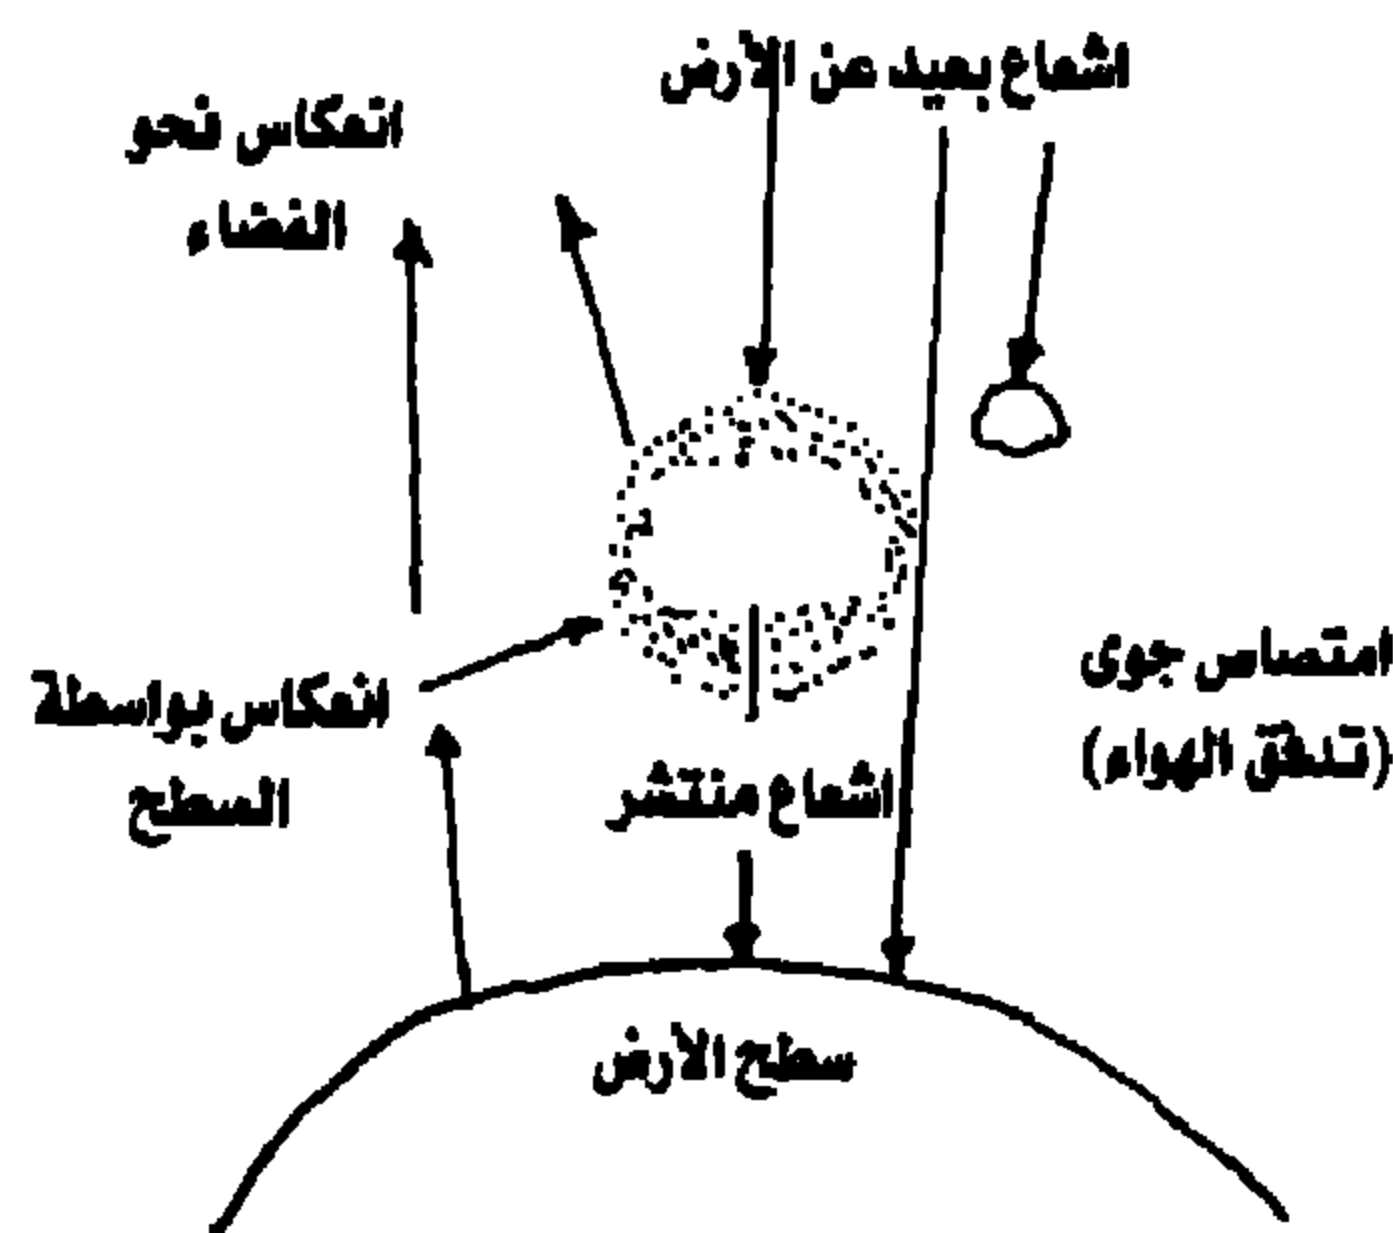 اشعاع بعيد عن الأرض
انعكاس نحو
الفضاء
امتصاص جوى
(تدفق الهواء)
انعكاس بواسطة
السطح
اشعاع منتشر
سطح الأرض